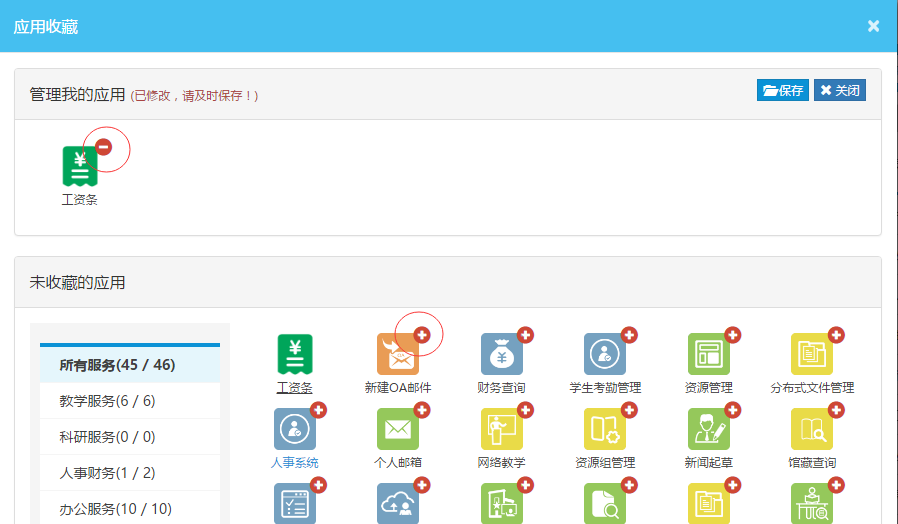 应用收藏
管理我的应用 (已修改，请及时保存！)
保存 关闭
工资条
未收藏的应用
所有服务(45 / 46)
教学服务(6 / 6)
科研服务(0 / 0)
人事财务(1 / 2)
办公服务(10 / 10)
工资条 新建OA邮件 财务查询 学生考勤管理 资源管理 分布式文件管理
人事系统 个人邮箱 网络教学 资源组管理 新闻起草 馆藏查询